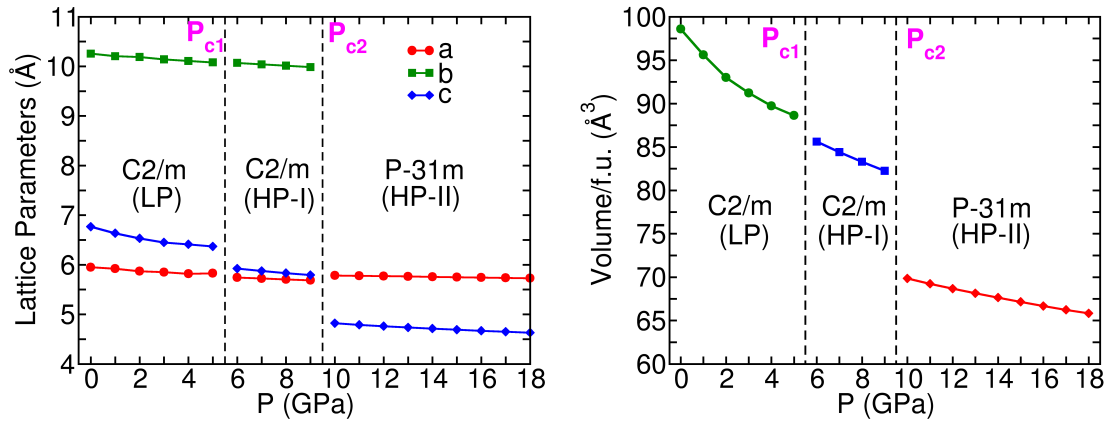 P_c1
P_c2
a
b
c
C2/m
(LP)
C2/m
(HP-I)
P-31m
(HP-II)
Lattice Parameters (Å)
11
10
9
8
7
6
5
4
0 2 4 6 8 10 12 14 16 18
P (GPa)
P_c1
P_c2
C2/m
(LP)
C2/m
(HP-I)
P-31m
(HP-II)
Volume/f.u. (Å³)
100
95
90
85
80
75
70
65
60
0 2 4 6 8 10 12 14 16 18
P (GPa)